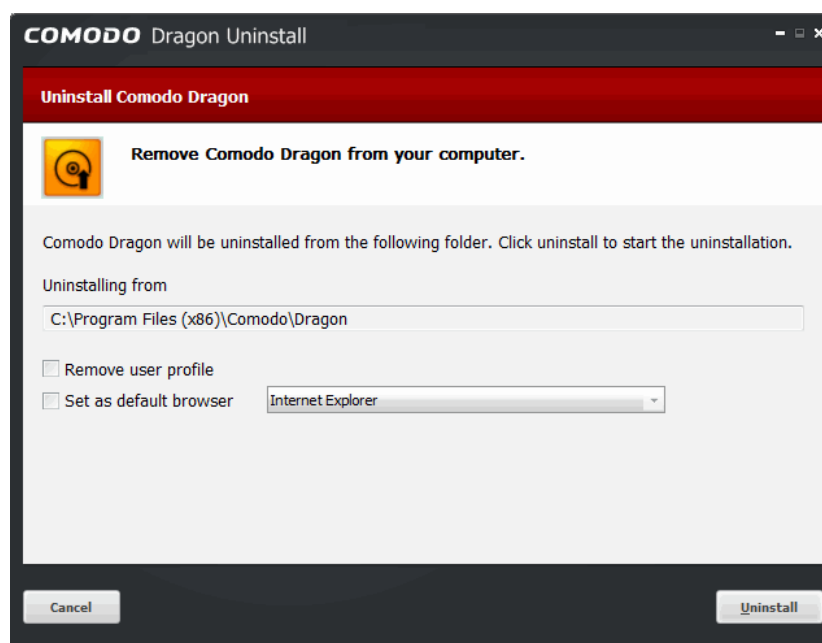 COMODO Dragon Uninstall
Uninstall Comodo Dragon
Remove Comodo Dragon from your computer.
Comodo Dragon will be uninstalled from the following folder. Click uninstall to start the uninstallation.
Uninstalling from
C:\Program Files (x86)\Comodo\Dragon
Remove user profile
Set as default browser Internet Explorer
Cancel Uninstall